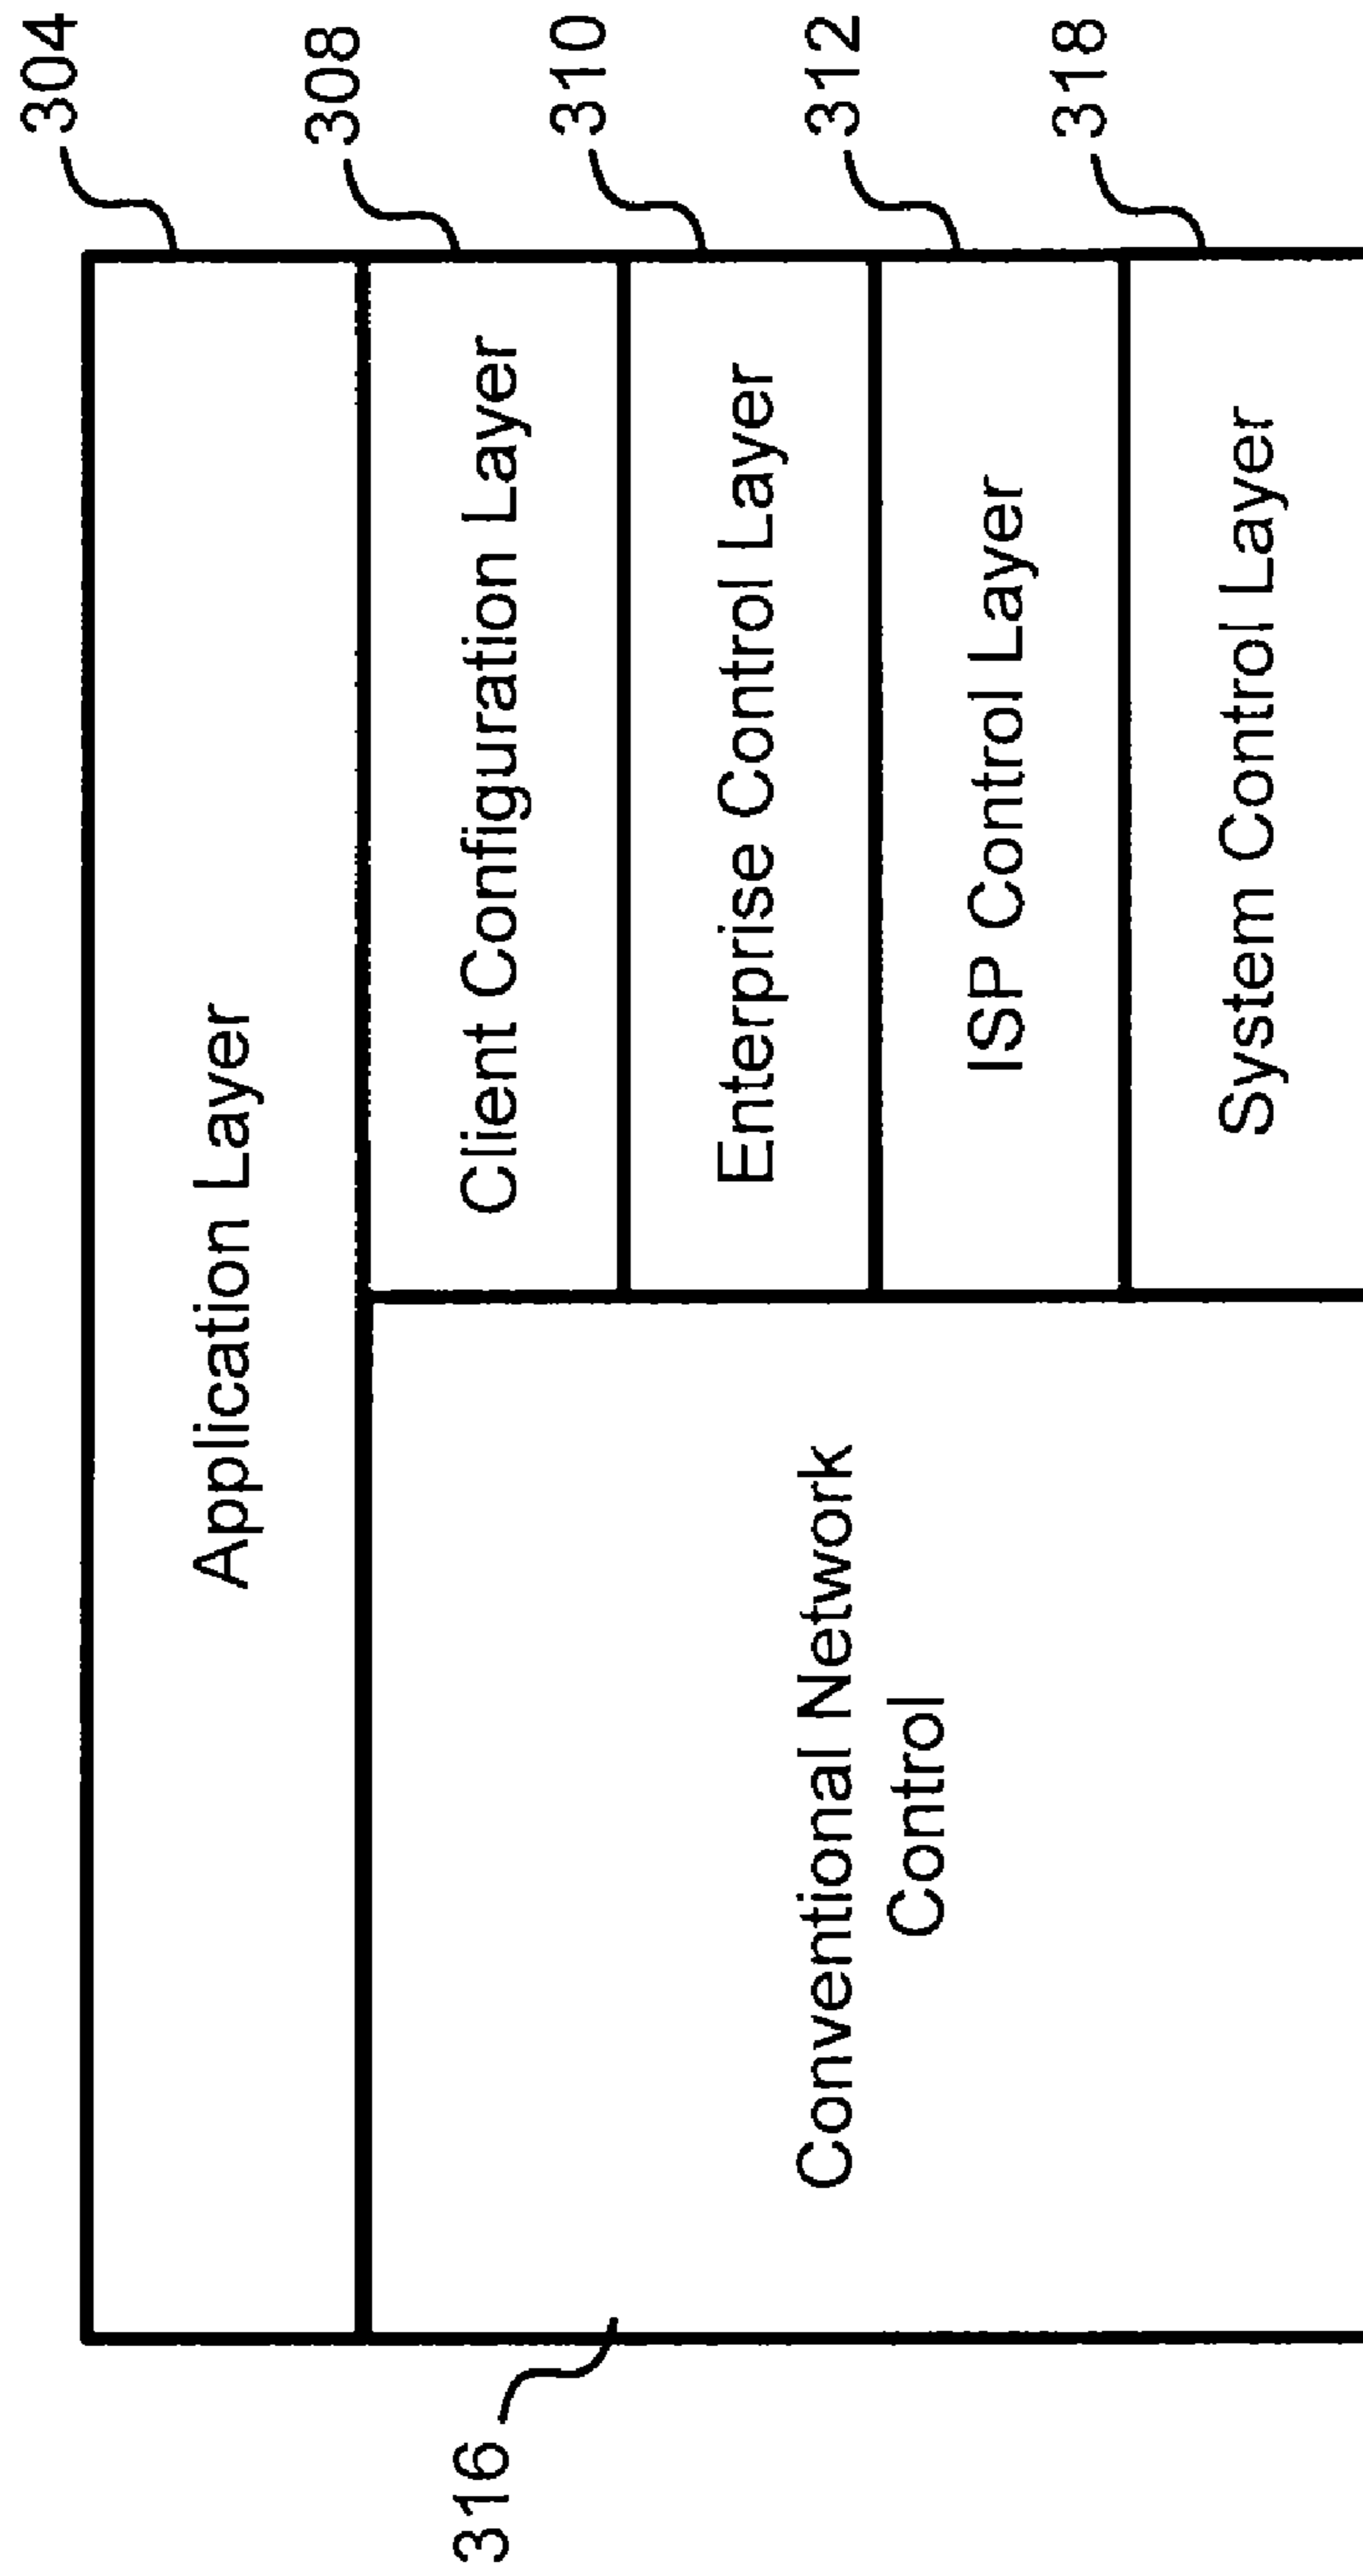 Application Layer
304
Client Configuration Layer
308
Enterprise Control Layer
310
ISP Control Layer
312
System Control Layer
318
316
Conventional Network
Control